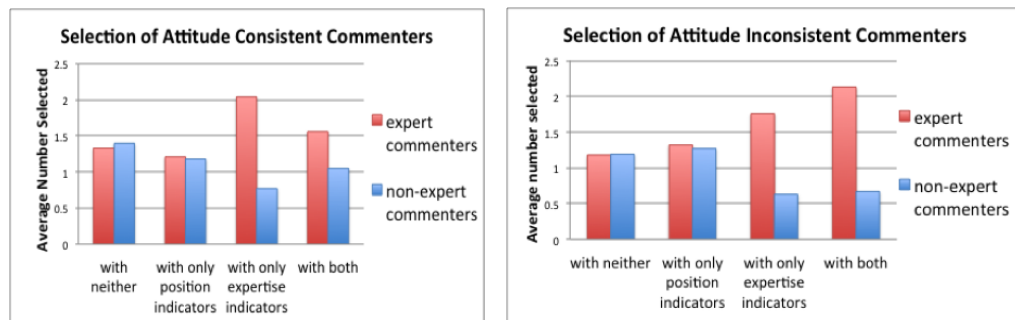 Selection of Attitude Consistent Commenters
Average Number Selected
2.5
2
1.5
1
0.5
0
with neither
with only position indicators
with only expertise indicators
with both
expert commenters
non-expert commenters
Selection of Attitude Inconsistent Commenters
Average number selected
2.5
2
1.5
1
0.5
0
with neither
with only position indicators
with only expertise indicators
with both
expert commenters
non-expert commenters